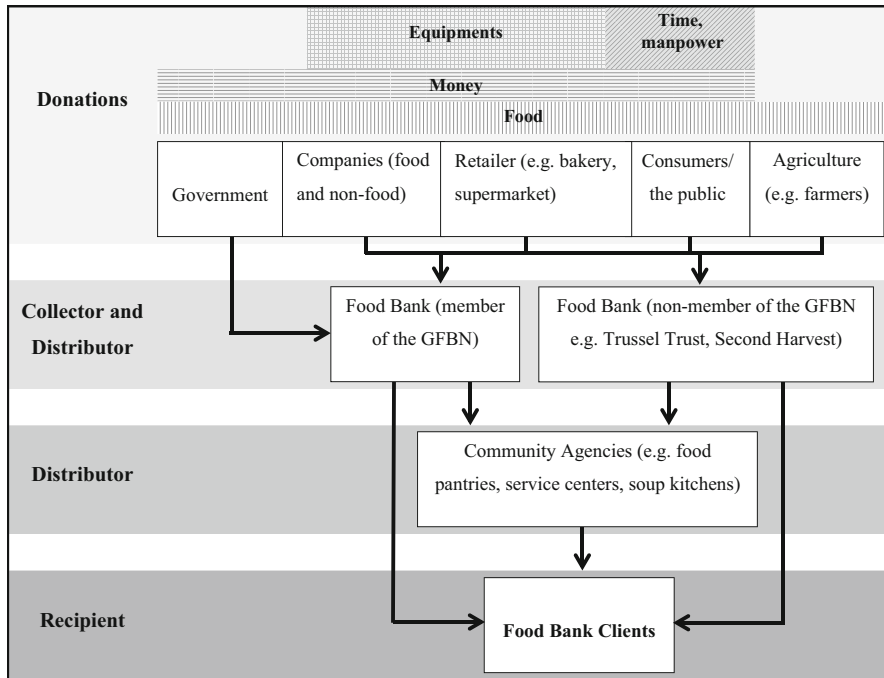 Equipments
Time,
manpower
Donations
Money
Food
Government
Companies (food
and non-food)
Retailer (e.g. bakery,
supermarket)
Consumers/
the public
Agriculture
(e.g. farmers)
Collector and
Distributor
Food Bank (member
of the GFBN)
Food Bank (non-member of the GFBN
e.g. Trussel Trust, Second Harvest)
Distributor
Community Agencies (e.g. food
pantries, service centers, soup kitchens)
Recipient
Food Bank Clients